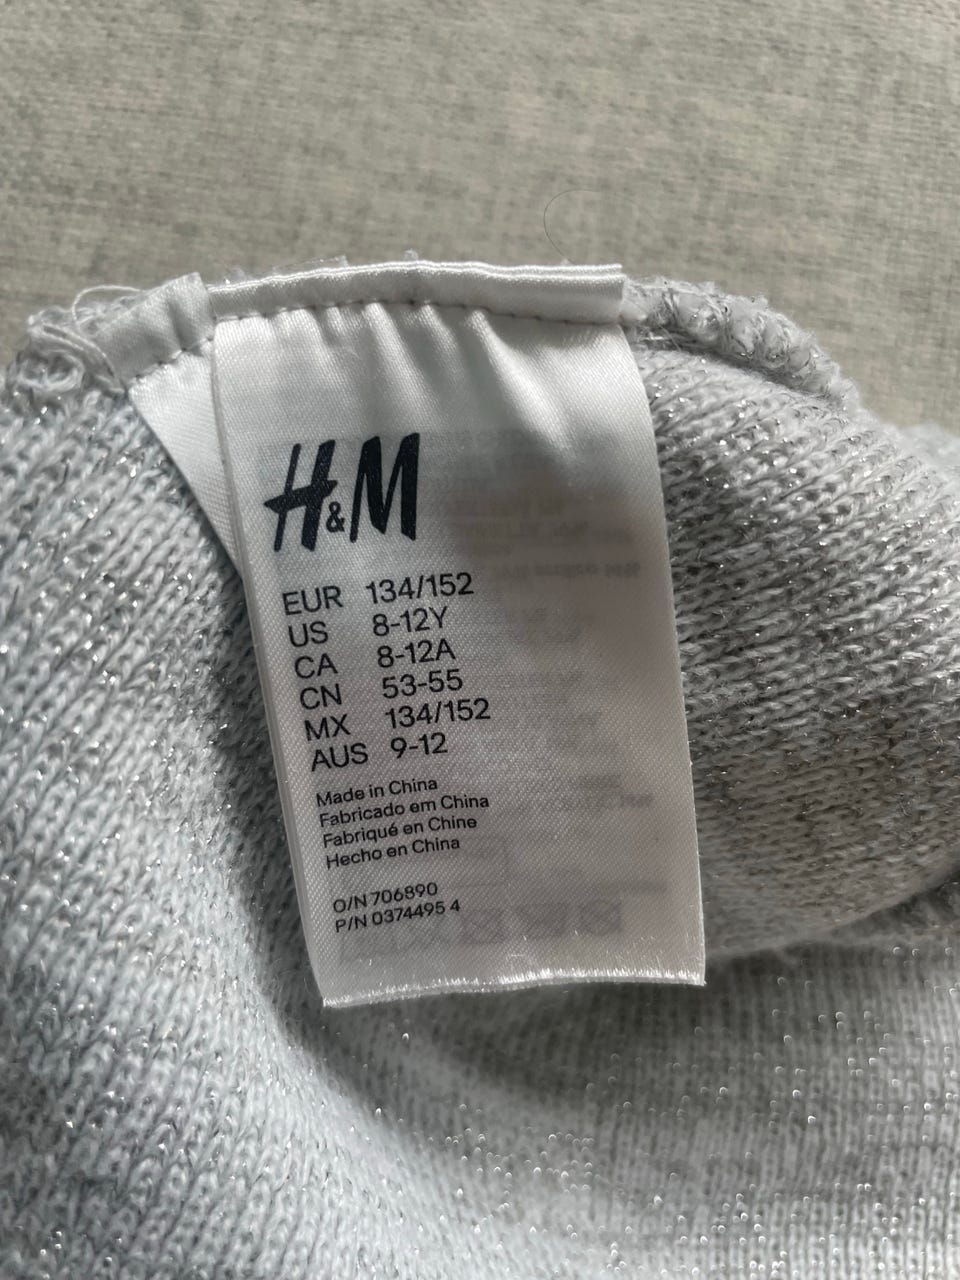 H&M
EUR 134/152
US 8-12Y
CA 8-12A
CN 53-55
MX 134/152
AUS 9-12
Made in China
Fabricado em China
Fabriqué en Chine
Hecho en China
O/N 706890
P/N 0374495 4